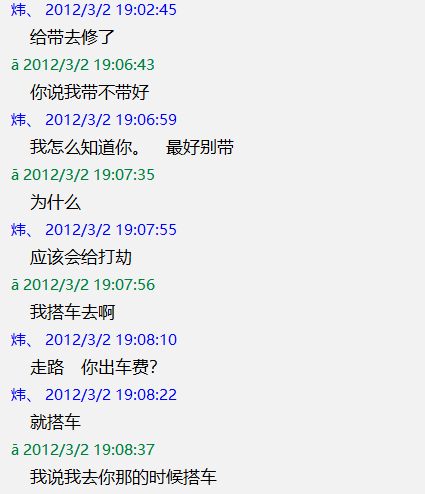 炜、 2012/3/2 19:02:45
给带去修了
ā 2012/3/2 19:06:43
你说我带不带好
炜、 2012/3/2 19:06:59
我怎么知道你。 最好别带
ā 2012/3/2 19:07:35
为什么
炜、 2012/3/2 19:07:55
应该会给打劫
ā 2012/3/2 19:07:56
我搭车去啊
炜、 2012/3/2 19:08:10
走路 你出车费?
炜、 2012/3/2 19:08:22
就搭车
ā 2012/3/2 19:08:37
我说我去你那的时候搭车